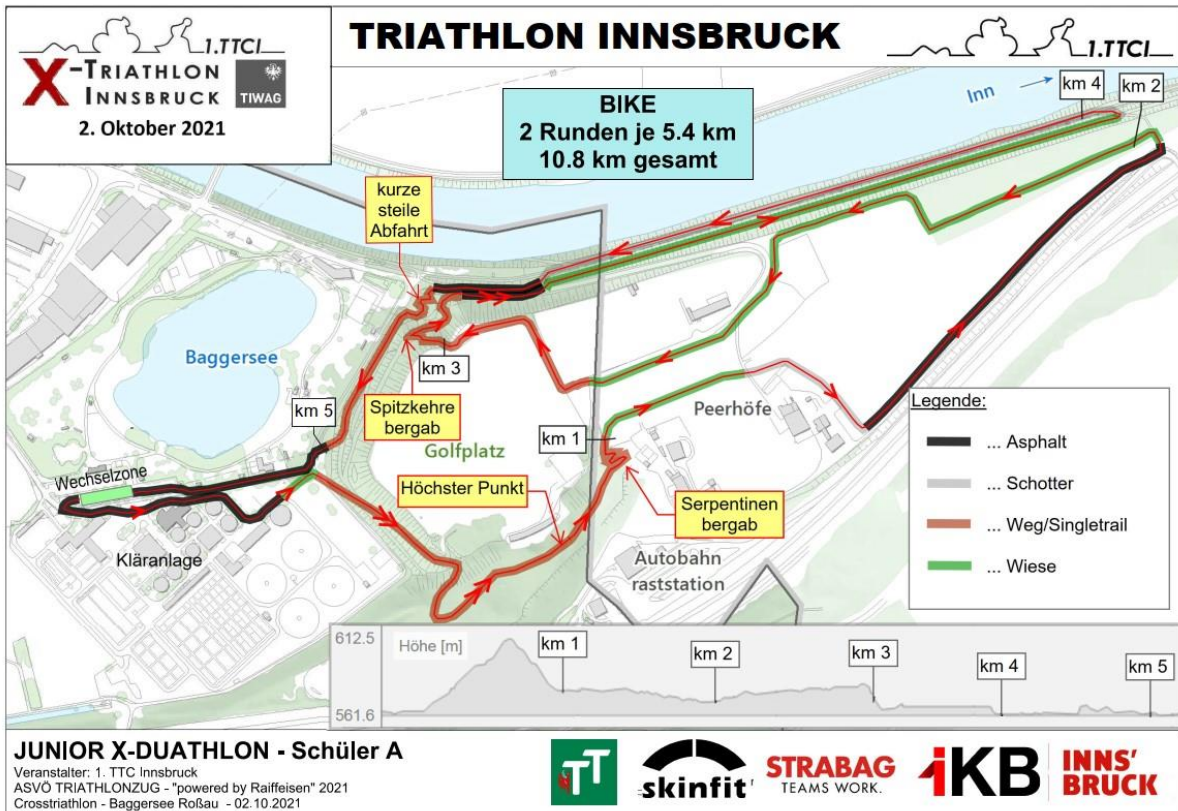 1.TTCI
X-TRIATHLON
INNSBRUCK
TIWAG
2. Oktober 2021
TRIATHLON INNSBRUCK
1.TTCI
BIKE
2 Runden je 5.4 km
10.8 km gesamt
Inn
km 4
km 2
kurze
steile
Abfahrt
Baggersee
km 3
km 5
Spitzkehre
bergab
Golfplatz
km 1
Peerhöfe
Wechselzone
Höchster Punkt
Serpentinen
bergab
Kläranlage
Autobahn
raststation
Legende:
... Asphalt
... Schotter
... Weg/Singletrail
... Wiese
612.5
Höhe [m]
561.6
km 1
km 2
km 3
km 4
km 5
JUNIOR X-DUATHLON - Schüler A
Veranstalter: 1. TTC Innsbruck
ASVÖ TRIATHLONZUG - "powered by Raiffeisen" 2021
Crosstriathlon - Baggersee Roßau - 02.10.2021
TT
skinfit
STRABAG
TEAMS WORK.
iKB
INNS'
BRUCK